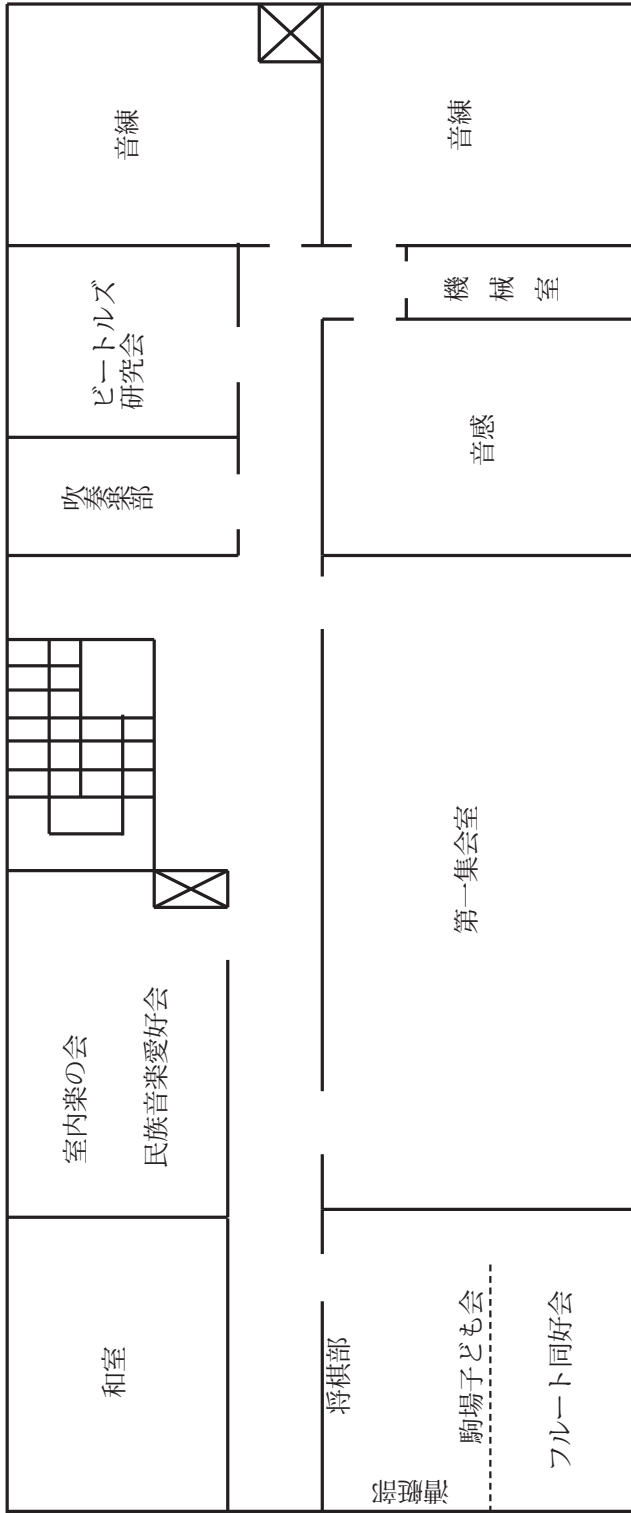 音練
音練
ビートルズ
研究会
機械室
吹奏楽部
音感
第一集会室
室内楽の会
民族音楽愛好会
和室
将棋部
駒場子ども会
フルート同好会
漕艇部